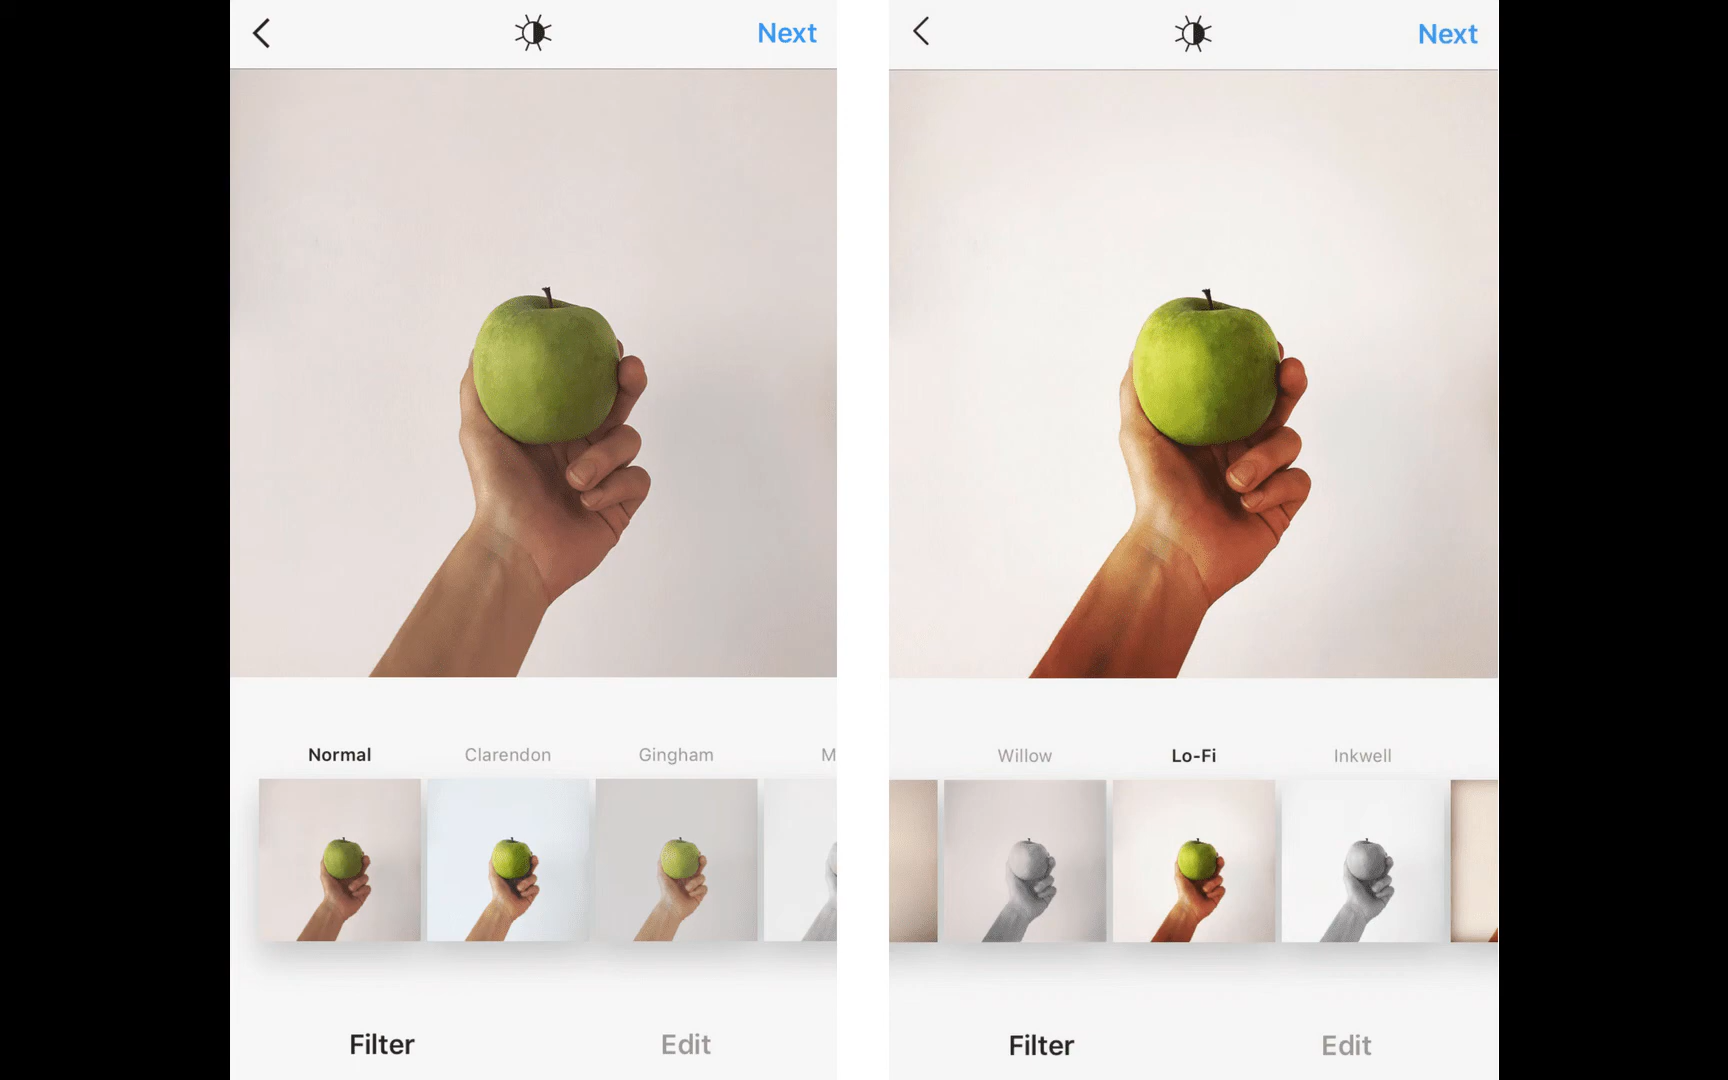 Next
Normal Clarendon Gingham M
Filter Edit
Next
Willow Lo-Fi Inkwell
Filter Edit